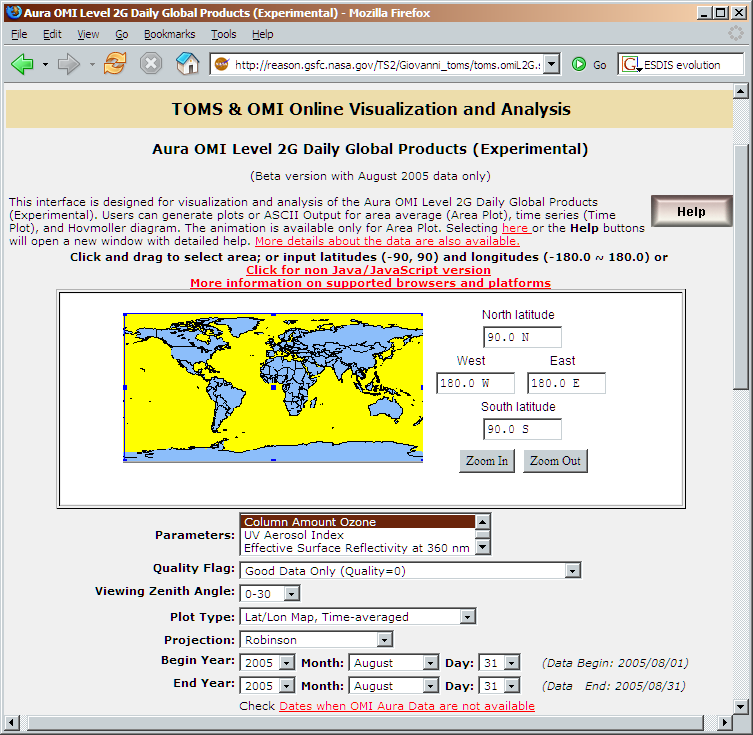 Aura OMI Level 2G Daily Global Products (Experimental) - Mozilla Firefox
File Edit View Go Bookmarks Tools Help
http://reason.gsfc.nasa.gov/TS2/Giovanni_toms/toms.omiL2G.s Go G ESDIS evolution
TOMS & OMI Online Visualization and Analysis
Aura OMI Level 2G Daily Global Products (Experimental)
(Beta version with August 2005 data only)
This interface is designed for visualization and analysis of the Aura OMI Level 2G Daily Global Products
(Experimental). Users can generate plots or ASCII Output for area average (Area Plot), time series (Time
Plot), and Hovmoller diagram. The animation is available only for Area Plot. Selecting here or the Help buttons
will open a new window with detailed help. More details about the data are also available.
Help
Click and drag to select area; or input latitudes (-90, 90) and longitudes (-180.0 ~ 180.0) or
Click for non Java/JavaScript version
More information on supported browsers and platforms
North latitude
90.0 N
West East
180.0 W 180.0 E
South latitude
90.0 S
Zoom In Zoom Out
Parameters: Column Amount Ozone
UV Aerosol Index
Effective Surface Reflectivity at 360 nm
Quality Flag: Good Data Only (Quality=0)
Viewing Zenith Angle: 0-30
Plot Type: Lat/Lon Map, Time-averaged
Projection: Robinson
Begin Year: 2005 Month: August Day: 31 (Data Begin: 2005/08/01)
End Year: 2005 Month: August Day: 31 (Data End: 2005/08/31)
Check Dates when OMI Aura Data are not available